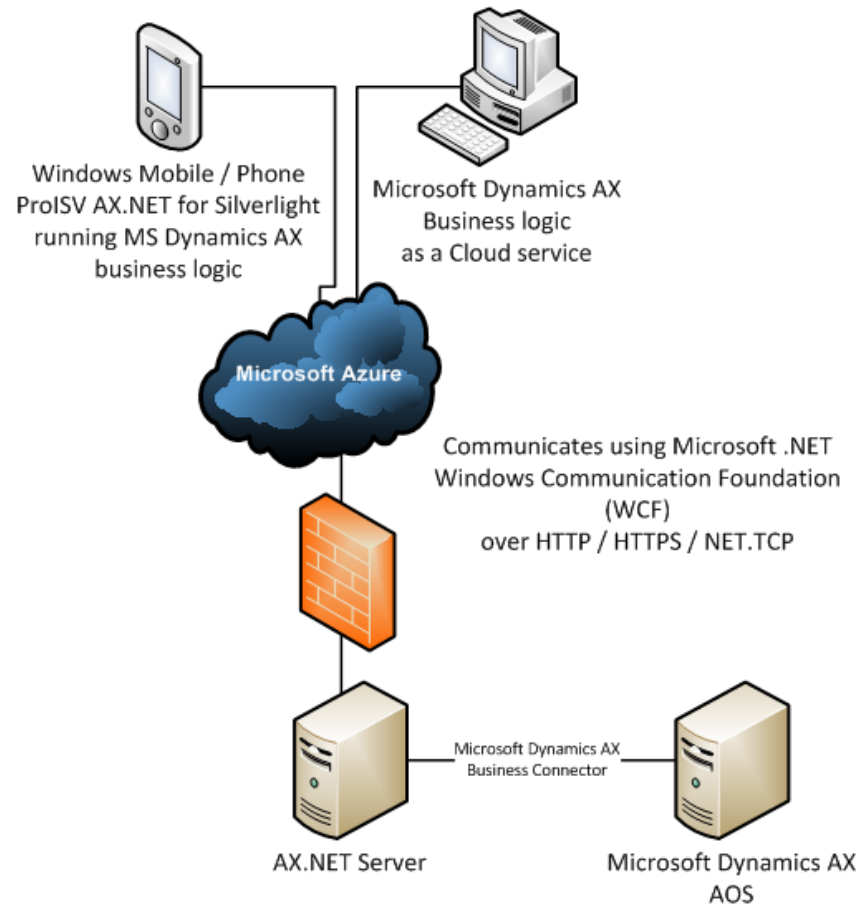 Windows Mobile / Phone
ProISV AX.NET for Silverlight
running MS Dynamics AX
business logic
Microsoft Dynamics AX
Business logic
as a Cloud service
Microsoft Azure
Communicates using Microsoft .NET
Windows Communication Foundation
(WCF)
over HTTP / HTTPS / NET.TCP
Microsoft Dynamics AX
Business Connector
AX.NET Server
Microsoft Dynamics AX
AOS